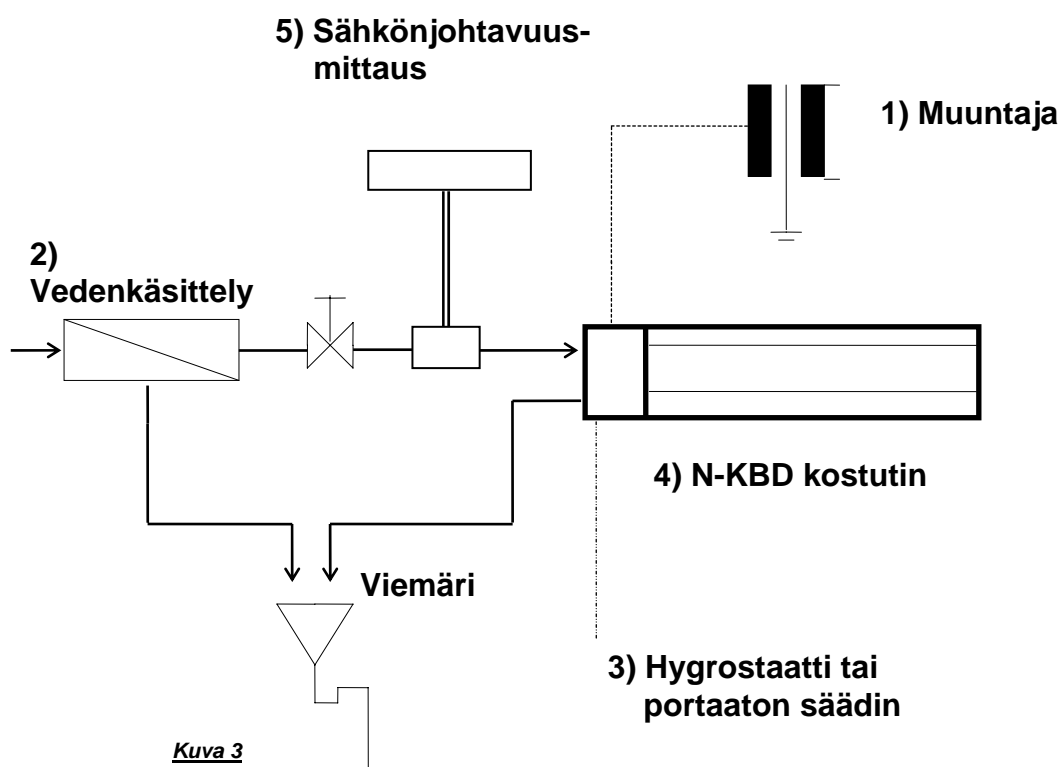 5) Sähkönjohtavuus-
mittaus
1) Muuntaja
2)
Vedenkäsittely
4) N-KBD kostutin
Viemäri
3) Hygrostaatti tai
portaaton säädin
Kuva 3